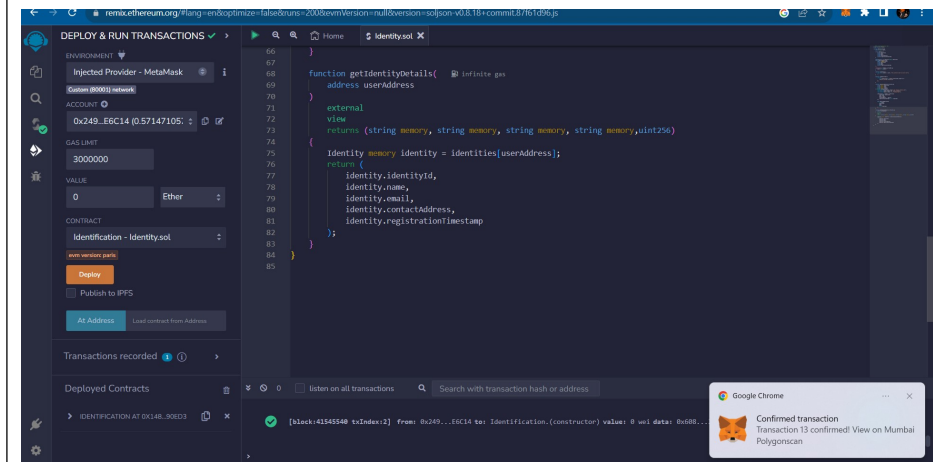 remix.ethereum.org/#lang=en&optimize=false&runs=200&evmVersion=null&version=soljson-v0.8.18+commit.87f61d96.js
DEPLOY & RUN TRANSACTIONS
ENVIRONMENT
Injected Provider - MetaMask
Custom (80001) network
ACCOUNT
0x249...E6C14 (0.57147105
GAS LIMIT
3000000
VALUE
0 Ether
CONTRACT
Identification - Identity.sol
evm version: paris
Deploy
Publish to IPFS
At Address Load contract from Address
Transactions recorded 1
Deployed Contracts
IDENTIFICATION AT 0X14B...90ED3
Home Identity.sol
66 }
67
68 function getIdentityDetails( infinite gas
69 address userAddress
70 )
71 external
72 view
73 returns (string memory, string memory, string memory, string memory,uint256)
74 {
75 Identity memory identity = identities[userAddress];
76 return (
77 identity.identityId,
78 identity.name,
79 identity.email,
80 identity.contactAddress,
81 identity.registrationTimestamp
82 );
83 }
84 }
85
0 listen on all transactions Search with transaction hash or address
[block:41545540 txIndex:2] from: 0x249...E6C14 to: Identification.(constructor) value: 0 wei data: 0x608...
Google Chrome
Confirmed transaction
Transaction 13 confirmed! View on Mumbai
Polygonscan